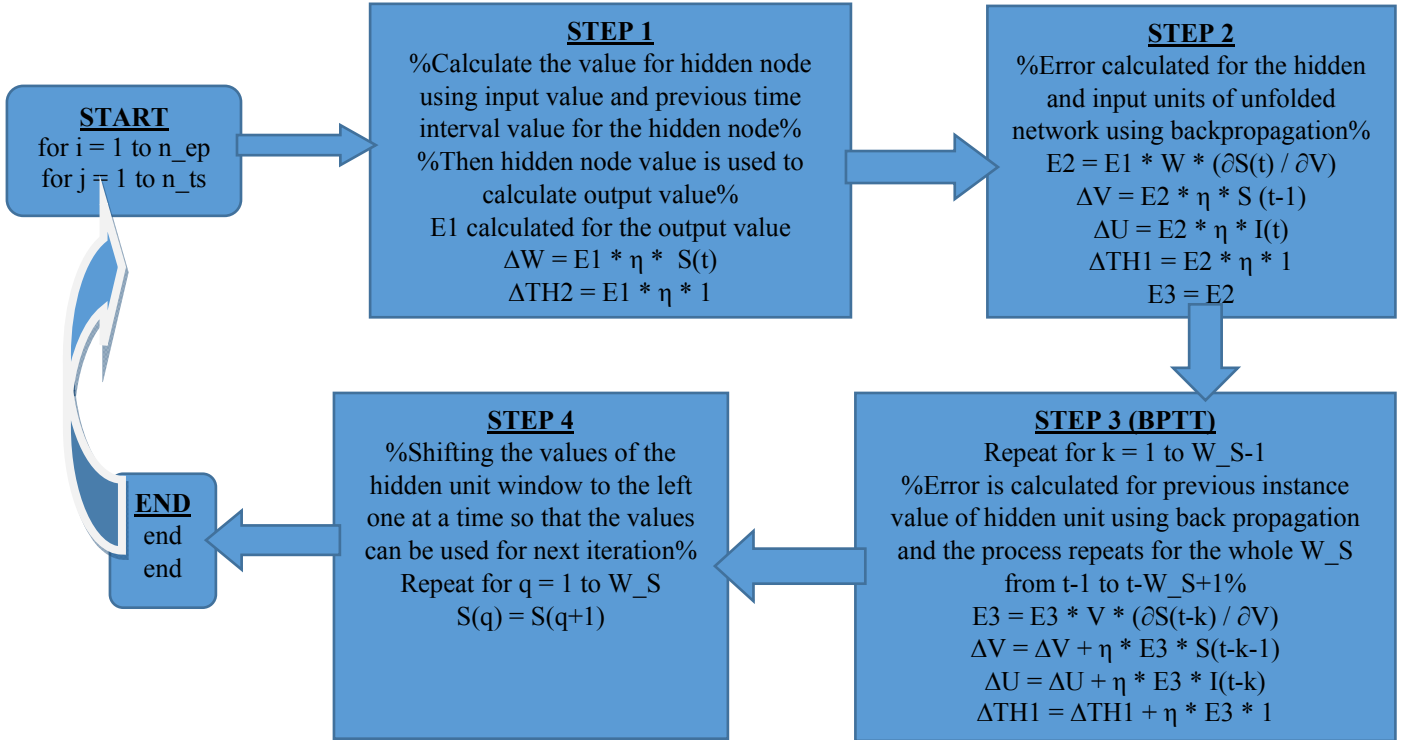 START
for i = 1 to n_ep
for j = 1 to n_ts
STEP 1
%Calculate the value for hidden node
using input value and previous time
interval value for the hidden node%
%Then hidden node value is used to
calculate output value%
E1 calculated for the output value
ΔW = E1 * η * S(t)
ΔTH2 = E1 * η * 1
STEP 2
%Error calculated for the hidden
and input units of unfolded
network using backpropagation%
E2 = E1 * W * (∂S(t) / ∂V)
ΔV = E2 * η * S (t-1)
ΔU = E2 * η * I(t)
ΔTH1 = E2 * η * 1
E3 = E2
STEP 3 (BPTT)
Repeat for k = 1 to W_S-1
%Error is calculated for previous instance
value of hidden unit using back propagation
and the process repeats for the whole W_S
from t-1 to t-W_S+1%
E3 = E3 * V * (∂S(t-k) / ∂V)
ΔV = ΔV + η * E3 * S(t-k-1)
ΔU = ΔU + η * E3 * I(t-k)
ΔTH1 = ΔTH1 + η * E3 * 1
STEP 4
%Shifting the values of the
hidden unit window to the left
one at a time so that the values
can be used for next iteration%
Repeat for q = 1 to W_S
S(q) = S(q+1)
END
end
end